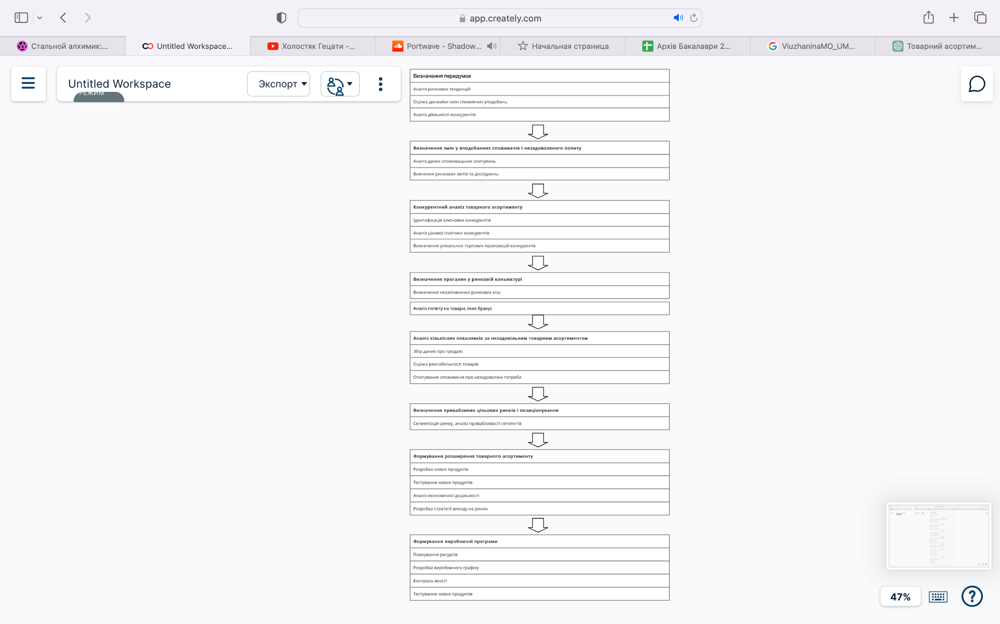 app.creately.com
Стальной алхимик:...
Untitled Workspace...
Холостяк Гецати -...
Portwave - Shadow...
Начальная страница
Архів Бакалаври 2...
ViuzhaninaMO_UM...
Товарний асортим...
Untitled Workspace
Экспорт
РЕЖИМ
ПРОСМОТРА
Визначення передумов
Аналіз ринкових тенденцій
Оцінка динаміки змін споживчих уподобань.
Аналіз діяльності конкурентів
Визначення змін у вподобаннях споживачів і незадоволеного попиту
Аналіз даних споживацьких опитувань
Вивчення ринкових звітів та досліджень
Конкурентний аналіз товарного асортименту
Ідентифікація ключових конкурентів
Аналіз цінової політики конкурентів
Визначення унікальних торгових пропозицій конкурентів
Визначення прогалин у ринковій коньюктурі
Визначення незаповнених ринкових ніш
Аналіз попиту на товари, яких бракує
Аналіз кількісних показників за незадовільним товарним асортиментом
Збір даних про продажі
Оцінка рентабельності товарів
Опитування споживачів про незадоволені потреби
Визначення привабливих цільових ринків і позиціонування
Сегментація ринку, аналіз привабливості сегментів
Формування розширення товарного асортименту
Розробка нових продуктів
Тестування нових продуктів
Аналіз економічної доцільності
Розробка стратегії виходу на ринок
Формування виробничої програми
Планування ресурсів
Розробка виробничого графіку
Контроль якості
Тестування нових продуктів
47%
?